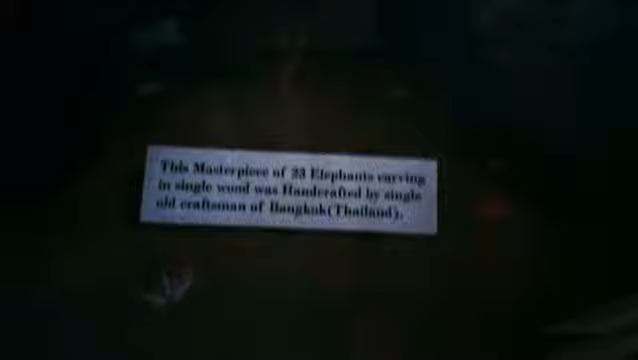 This Masterpiece of 23 Elephants carving
in single wood was Handcrafted by single
old craftsman of Bangkok(Thailand).